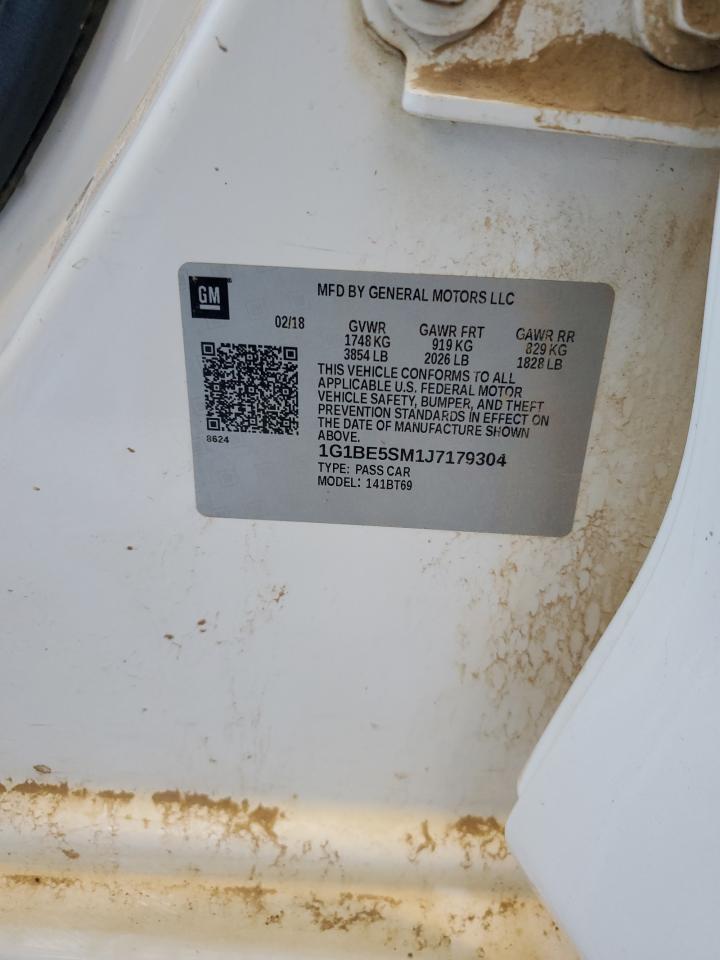 GM
MFD BY GENERAL MOTORS LLC
02/18 GVWR GAWR FRT GAWR RR
1748 KG 919 KG 829 KG
3854 LB 2026 LB 1828 LB
THIS VEHICLE CONFORMS TO ALL
APPLICABLE U.S. FEDERAL MOTOR
VEHICLE SAFETY, BUMPER, AND THEFT
PREVENTION STANDARDS IN EFFECT ON
THE DATE OF MANUFACTURE SHOWN
ABOVE.
8624
1G1BE5SM1J7179304
TYPE: PASS CAR
MODEL: 141BT69